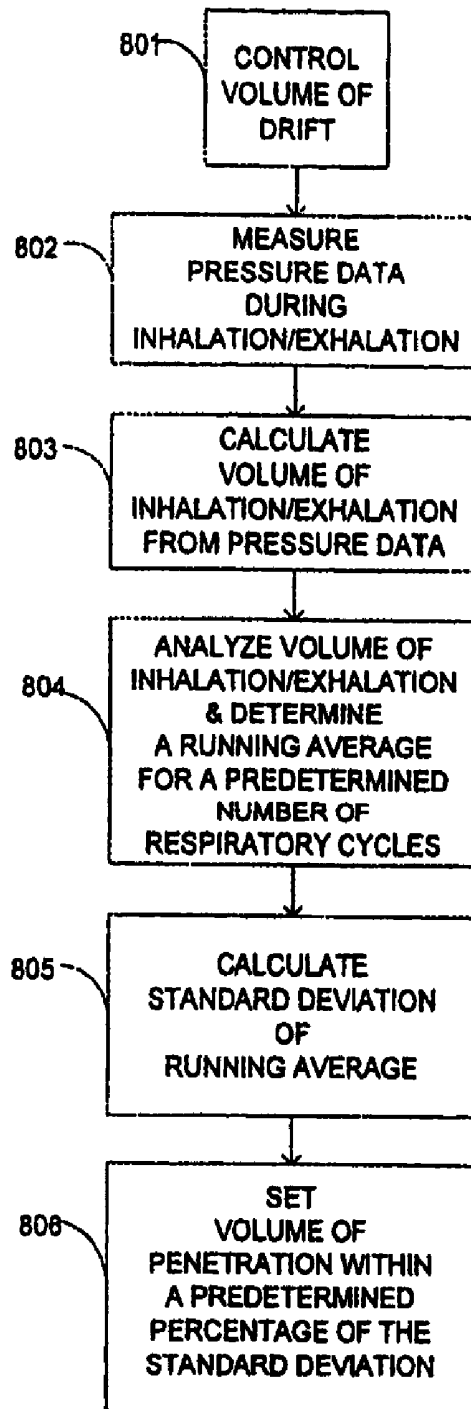 801
CONTROL
VOLUME OF
DRIFT
802
MEASURE
PRESSURE DATA
DURING
INHALATION/EXHALATION
803
CALCULATE
VOLUME OF
INHALATION/EXHALATION
FROM PRESSURE DATA
804
ANALYZE VOLUME OF
INHALATION/EXHALATION
& DETERMINE
A RUNNING AVERAGE
FOR A PREDETERMINED
NUMBER OF
RESPIRATORY CYCLES
805
CALCULATE
STANDARD DEVIATION
OF
RUNNING AVERAGE
806
SET
VOLUME OF
PENETRATION WITHIN
A PREDETERMINED
PERCENTAGE OF THE
STANDARD DEVIATION